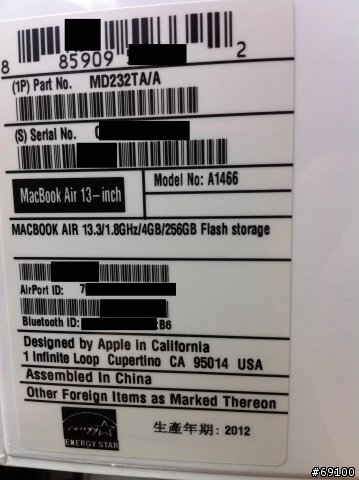 8 85909 2
(1P) Part No. MD232TA/A
(S) Serial No.
MacBook Air 13-inch
Model No: A1466
MACBOOK AIR 13.3/1.8GHz/4GB/256GB Flash storage
AirPort ID: 7
Bluetooth ID: :B6
Designed by Apple in California
1 Infinite Loop Cupertino CA 95014 USA
Assembled In China
Other Foreign Items as Marked Thereon
energy
ENERGY STAR
生產年期: 2012
#69100